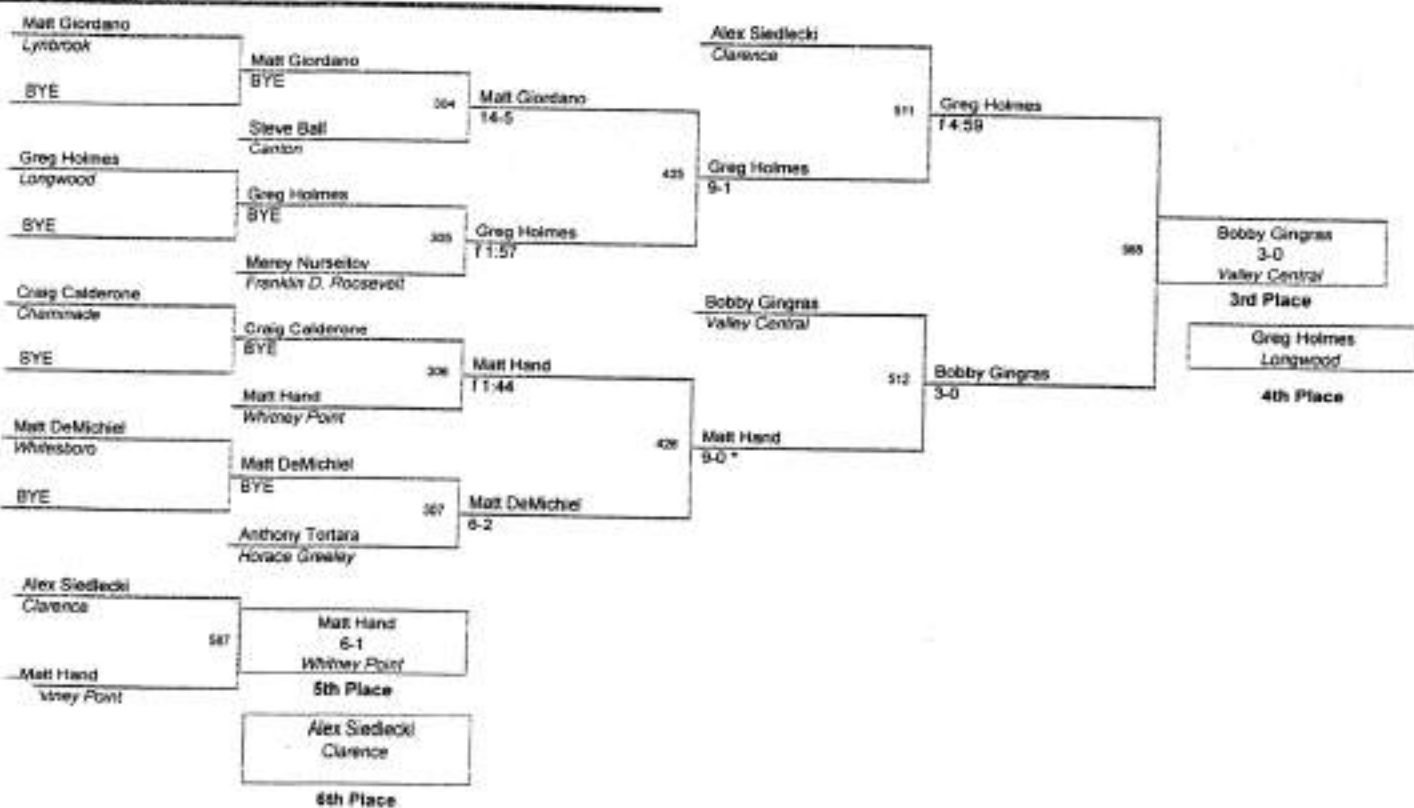 Matt Giordano
Lynbrook
BYE
Greg Holmes
Longwood
BYE
Craig Calderone
Chaminade
BYE
Matt DeMichiel
Whitesboro
BYE
Matt Giordano
BYE
304
Steve Ball
Canton
Greg Holmes
BYE
305
Merey Nurseitov
Franklin D. Roosevelt
Craig Calderone
BYE
306
Matt Hand
Whitney Point
Matt DeMichiel
BYE
307
Anthony Tortara
Horace Greeley
Matt Giordano
14-5
425
Greg Holmes
f 1:57
Matt Hand
f 1:44
426
Matt DeMichiel
6-2
Alex Siedlecki
Clarence
511
Greg Holmes
9-1
Bobby Gingras
Valley Central
512
Matt Hand
9-0 *
Greg Holmes
f 4:59
Bobby Gingras
3-0
Bobby Gingras
3-0
Valley Central
3rd Place
Greg Holmes
Longwood
4th Place
Alex Siedlecki
Clarence
Matt Hand
Point
Matt Hand
6-1
Whitney Point
5th Place
Alex Siedlecki
Clarence
6th Place